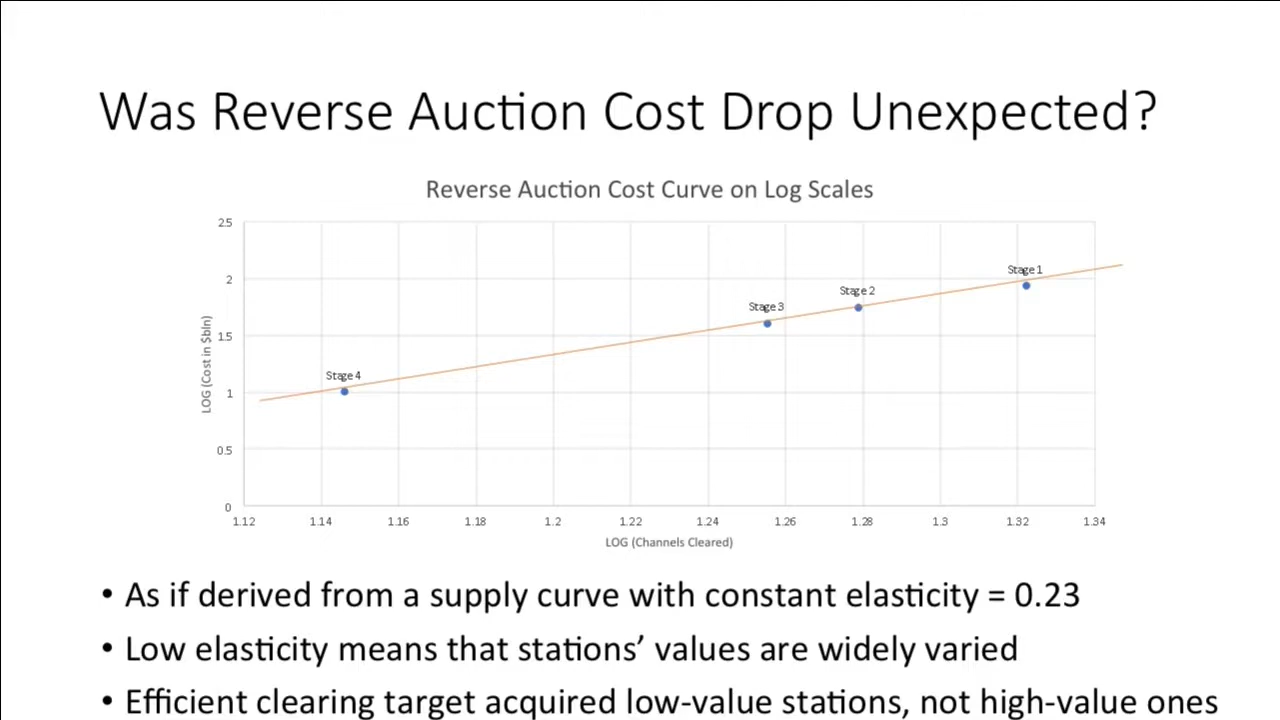 Was Reverse Auction Cost Drop Unexpected?
Reverse Auction Cost Curve on Log Scales
2.5
2
1.5
1
0.5
0
LOG (Cost in $bln)
Stage 1
Stage 2
Stage 3
Stage 4
1.12 1.14 1.16 1.18 1.2 1.22 1.24 1.26 1.28 1.3 1.32 1.34
LOG (Channels Cleared)
• As if derived from a supply curve with constant elasticity = 0.23
• Low elasticity means that stations’ values are widely varied
• Efficient clearing target acquired low-value stations, not high-value ones